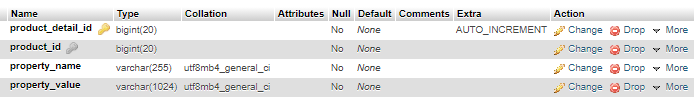 Name Type Collation Attributes Null Default Comments Extra Action
product_detail_id bigint(20) No None AUTO_INCREMENT Change Drop More
product_id bigint(20) No None Change Drop More
property_name varchar(255) utf8mb4_general_ci No None Change Drop More
property_value varchar(1024) utf8mb4_general_ci No None Change Drop More